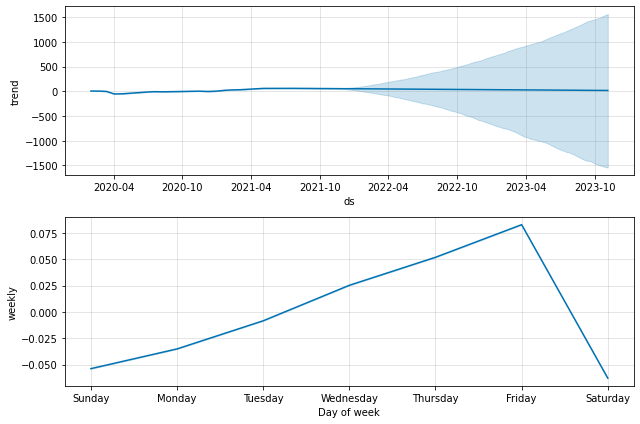 1500
1000
500
0
−500
−1000
−1500
trend
2020-04 2020-10 2021-04 2021-10 2022-04 2022-10 2023-04 2023-10
ds
0.075
0.050
0.025
0.000
−0.025
−0.050
weekly
Sunday Monday Tuesday Wednesday Thursday Friday Saturday
Day of week